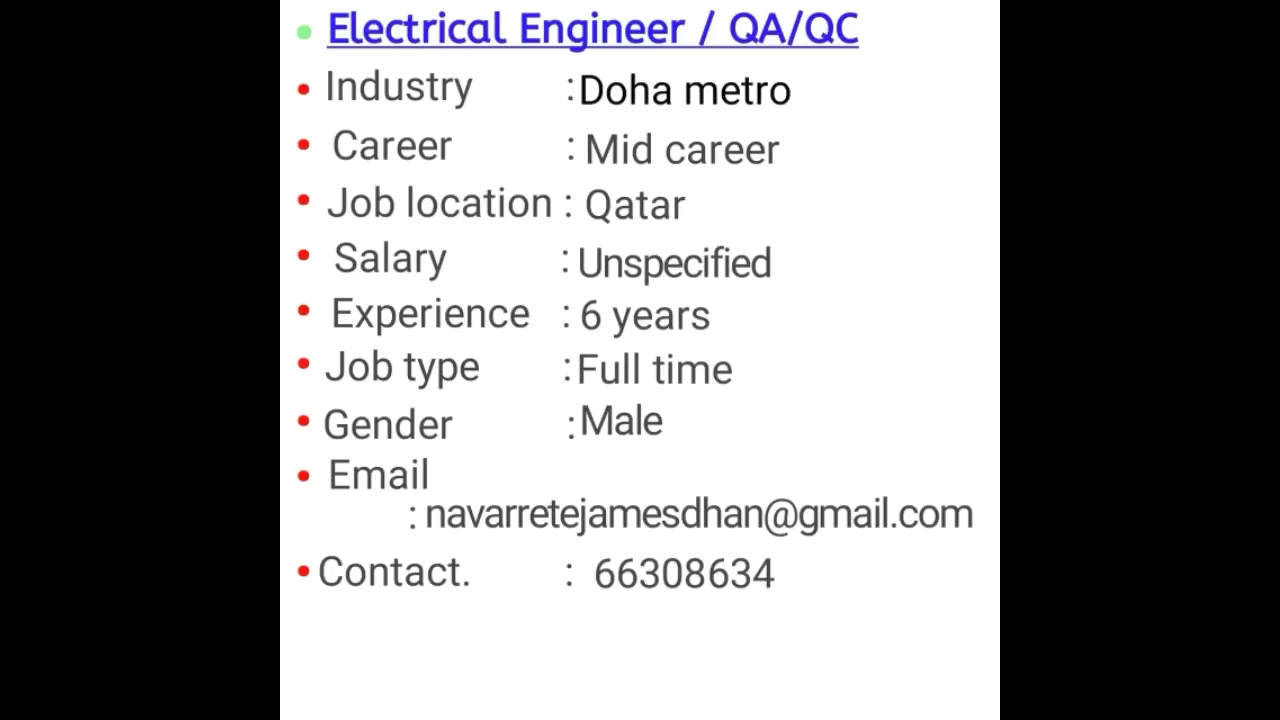 Electrical Engineer / QA/QC
Industry :Doha metro
Career : Mid career
Job location : Qatar
Salary : Unspecified
Experience : 6 years
Job type :Full time
Gender :Male
Email
: navarretejamesdhan@gmail.com
Contact. : 66308634